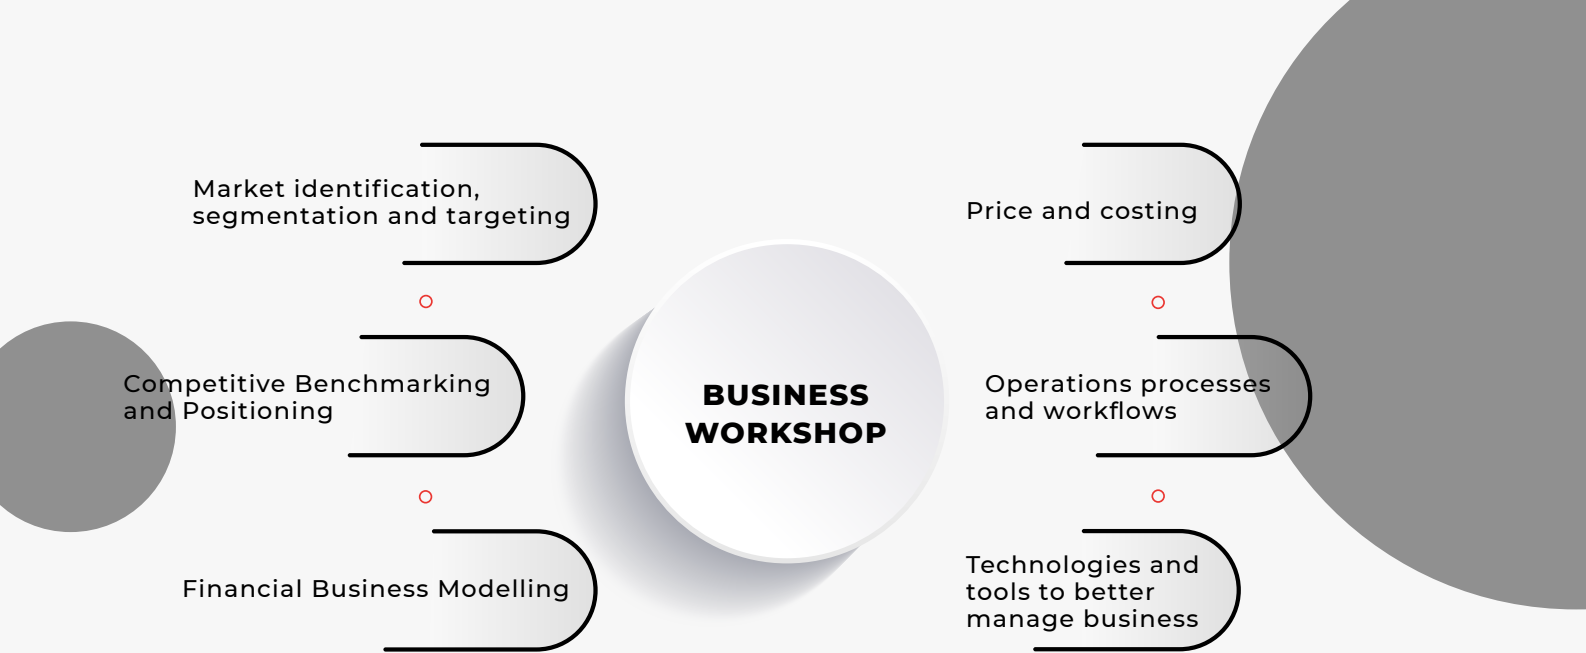 Market identification,
segmentation and targeting
Competitive Benchmarking
and Positioning
Financial Business Modelling
BUSINESS
WORKSHOP
Price and costing
Operations processes
and workflows
Technologies and
tools to better
manage business